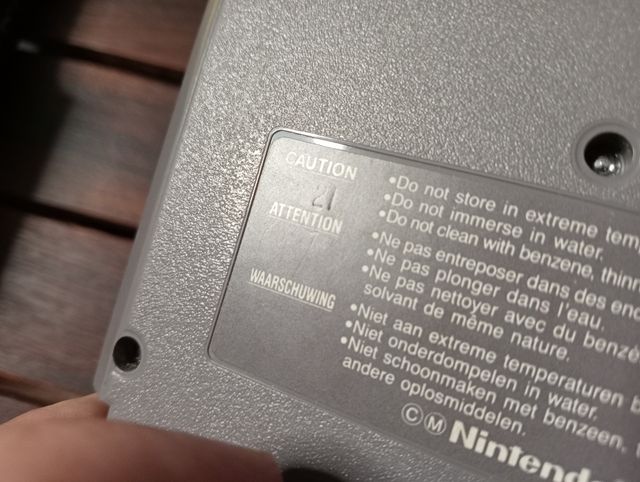 CAUTION
•Do not store in extreme
•Do not immerse in water.
•Do not clean with benzene,
21
ATTENTION
•Ne pas entreposer dans des
•Ne pas plonger dans l'eau.
•Ne pas nettoyer avec du
solvant de même nature.
WAARSCHUWING
•Niet aan extreme temperaturen
•Niet onderdompelen in water.
•Niet schoonmaken met benzeen,
andere oplosmiddelen.
©Ⓜ Nintendo